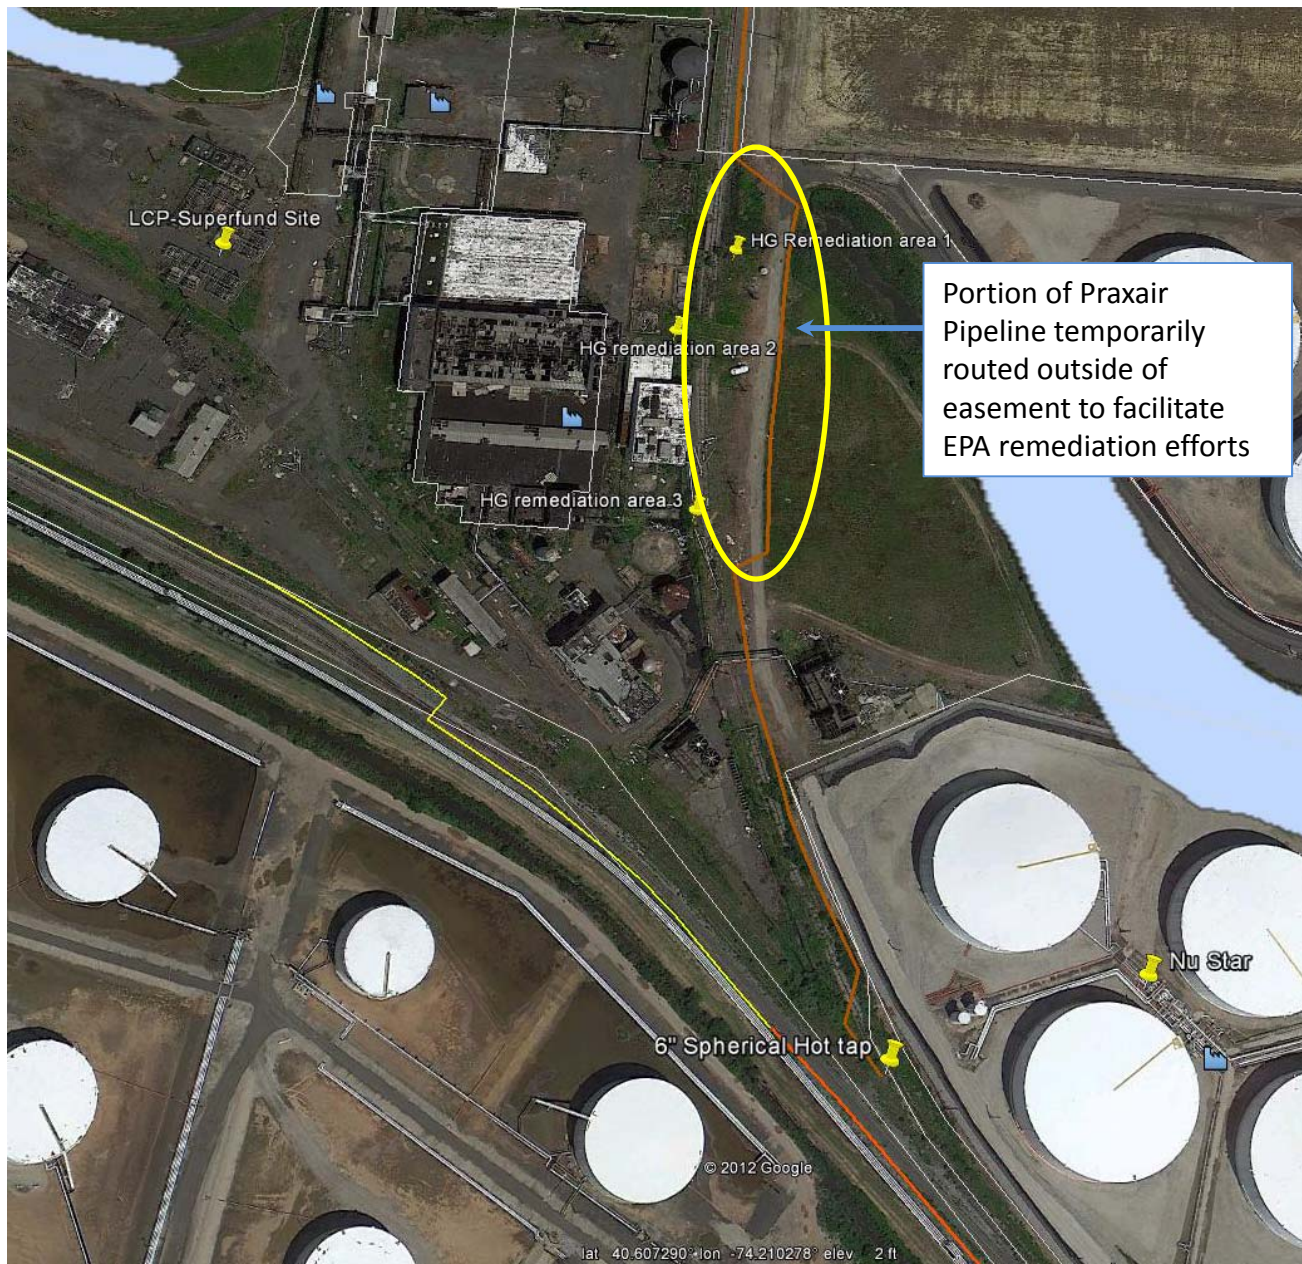 LCP-Superfund Site
HG Remediation area 1
Portion of Praxair
Pipeline temporarily
routed outside of
easement to facilitate
EPA remediation efforts
HG remediation area 2
HG remediation area 3
Nu Star
6" Spherical Hot tap
© 2012 Google
lat 40.607290° lon -74.210278° elev 2 ft